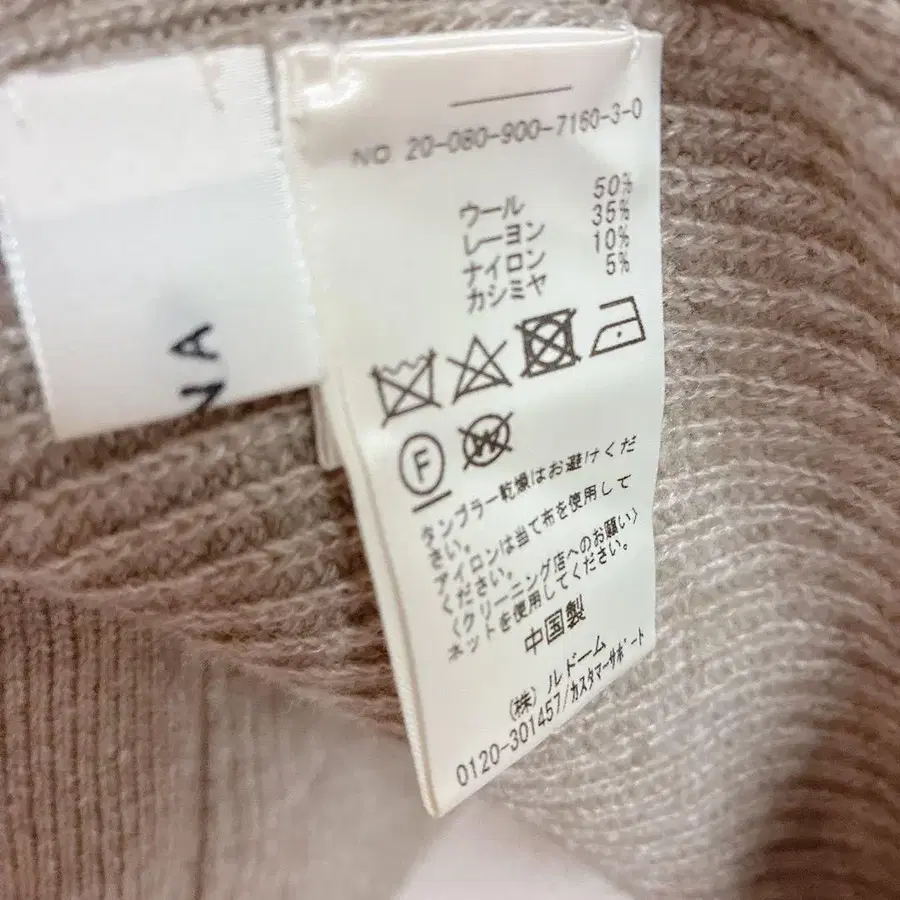 NA
NO. 20-080-900-7160-3-0
ウール 50%
レーヨン 35%
ナイロン 10%
カシミヤ 5%
F
W
タンブラー乾燥はお避けくだ
さい。
アイロンは当て布を使用して
ください。
〈クリーニング店へのお願い〉
ネットを使用してください。
中国製
(株) ルドーム
0120-301457/カスタマーサポート